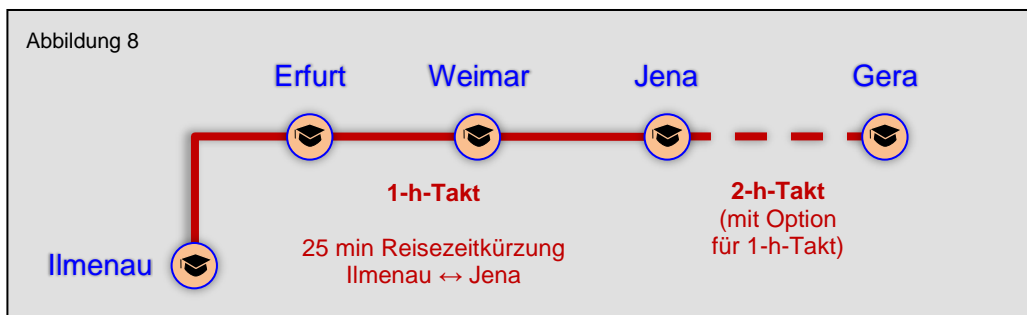 Abbildung 8
Erfurt
Weimar
Jena
Gera
Ilmenau
1-h-Takt
25 min Reisezeitkürzung
Ilmenau ↔ Jena
2-h-Takt
(mit Option
für 1-h-Takt)